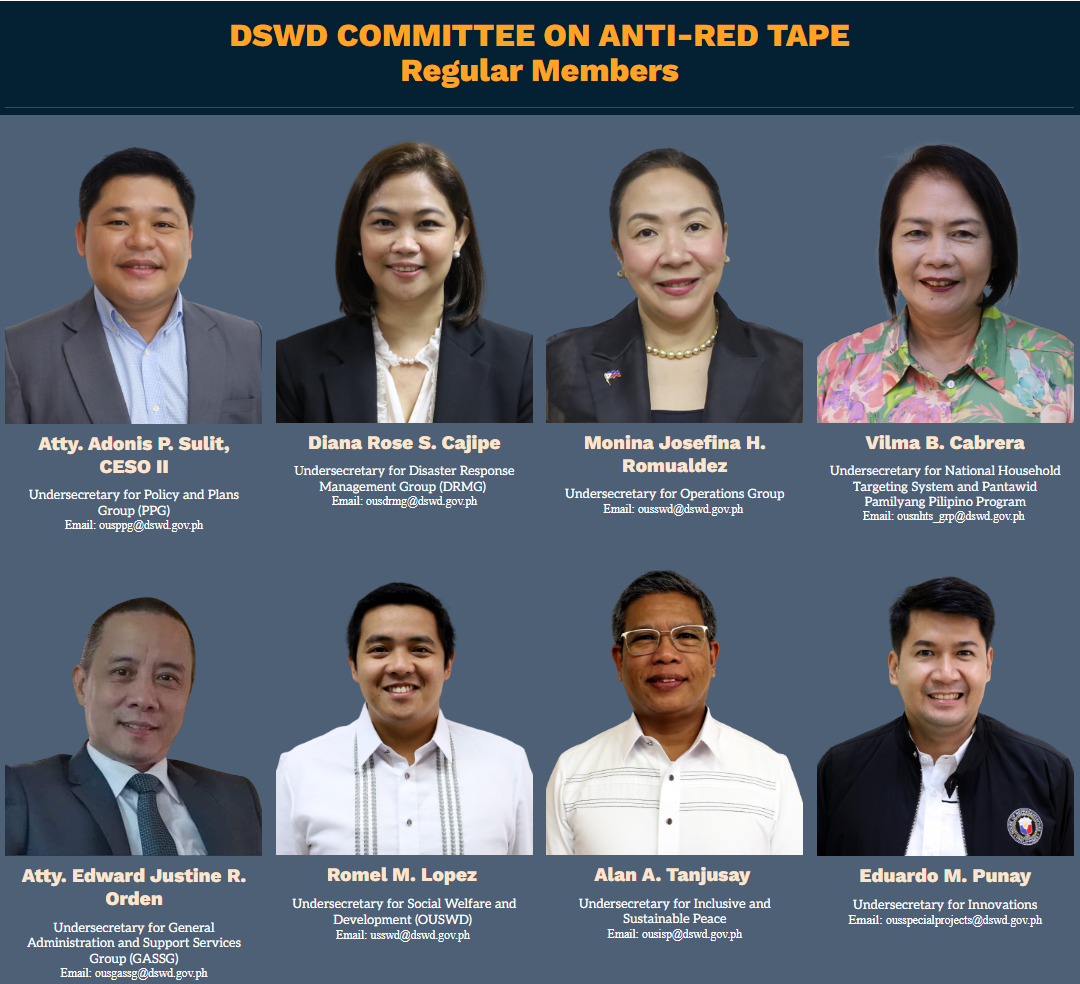 DSWD COMMITTEE ON ANTI-RED TAPE
Regular Members
Atty. Adonis P. Sulit,
CESO II
Undersecretary for Policy and Plans
Group (PPG)
Email: ousppg@dswd.gov.ph
Diana Rose S. Cajipe
Undersecretary for Disaster Response
Management Group (DRMG)
Email: ousdrmg@dswd.gov.ph
Monina Josefina H.
Romualdez
Undersecretary for Operations Group
Email: ousswd@dswd.gov.ph
Vilma B. Cabrera
Undersecretary for National Household
Targeting System and Pantawid
Pamilyang Pilipino Program
Email: ousnhts_grp@dswd.gov.ph
Atty. Edward Justine R.
Orden
Undersecretary for General
Administration and Support Services
Group (GASSG)
Email: ousgassg@dswd.gov.ph
Romel M. Lopez
Undersecretary for Social Welfare and
Development (OUSWD)
Email: usswd@dswd.gov.ph
Alan A. Tanjusay
Undersecretary for Inclusive and
Sustainable Peace
Email: ousisp@dswd.gov.ph
Eduardo M. Punay
Undersecretary for Innovations
Email: ousspecialprojects@dswd.gov.ph